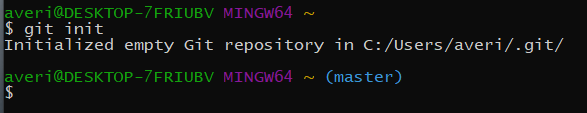 averi@DESKTOP-7FRIUBV MINGW64 ~
$ git init
Initialized empty Git repository in C:/Users/averi/.git/
averi@DESKTOP-7FRIUBV MINGW64 ~ (master)
$